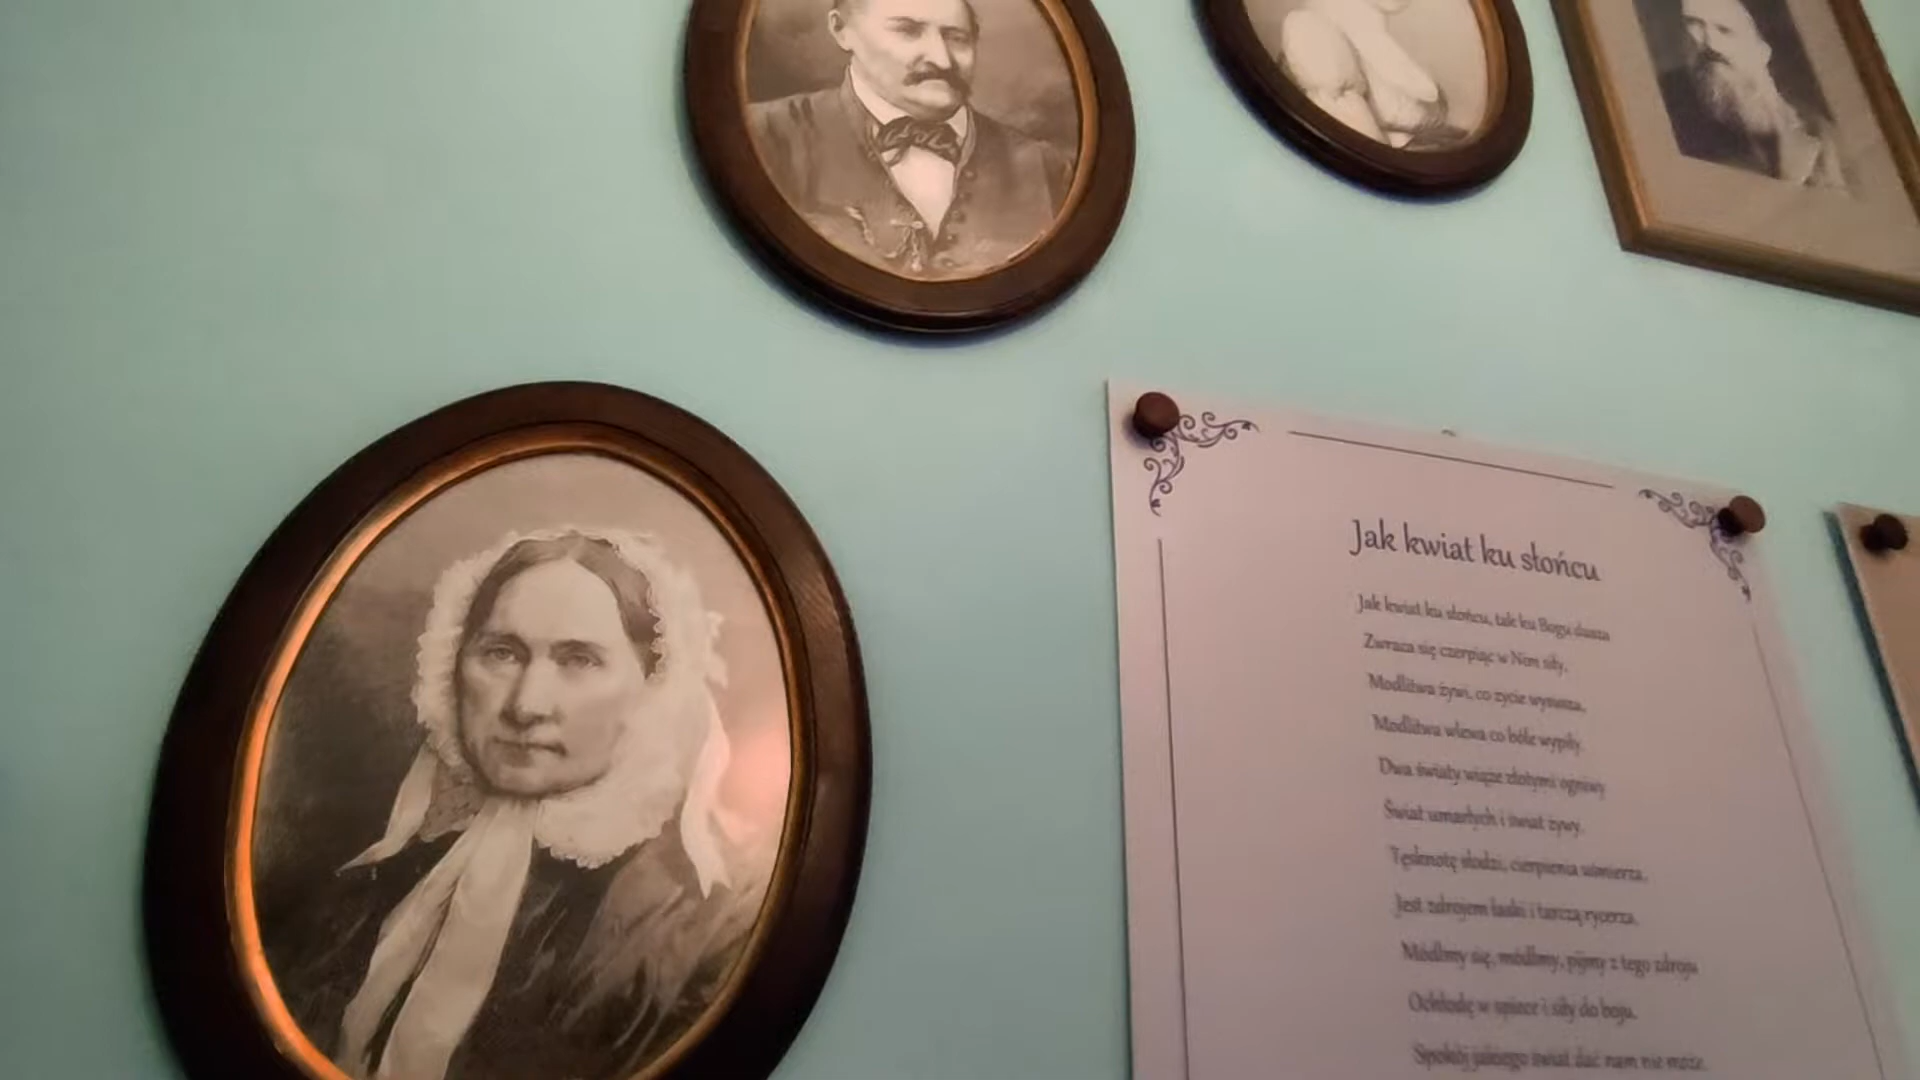 Jak kwiat ku słońcu
Jak kwiat ku słońcu, tak ku Bogu dusza
Zwraca się czerpiąc w Nim siły,
Modlitwa żywi, co życie wysusza,
Modlitwa wlewa co bóle wypiły.
Dwa światy wiąże złotymi ogniwy
Świat umarłych i świat żywy.
Tęsknotę słodzi, cierpienia uśmierza,
Jest zdrojem łaski i tarczą rycerza.
Módlmy się, módlmy, pijmy z tego zdroju
Ochłodę w spiece i siły do boju.
Spokój jakiego świat dać nam nie może.